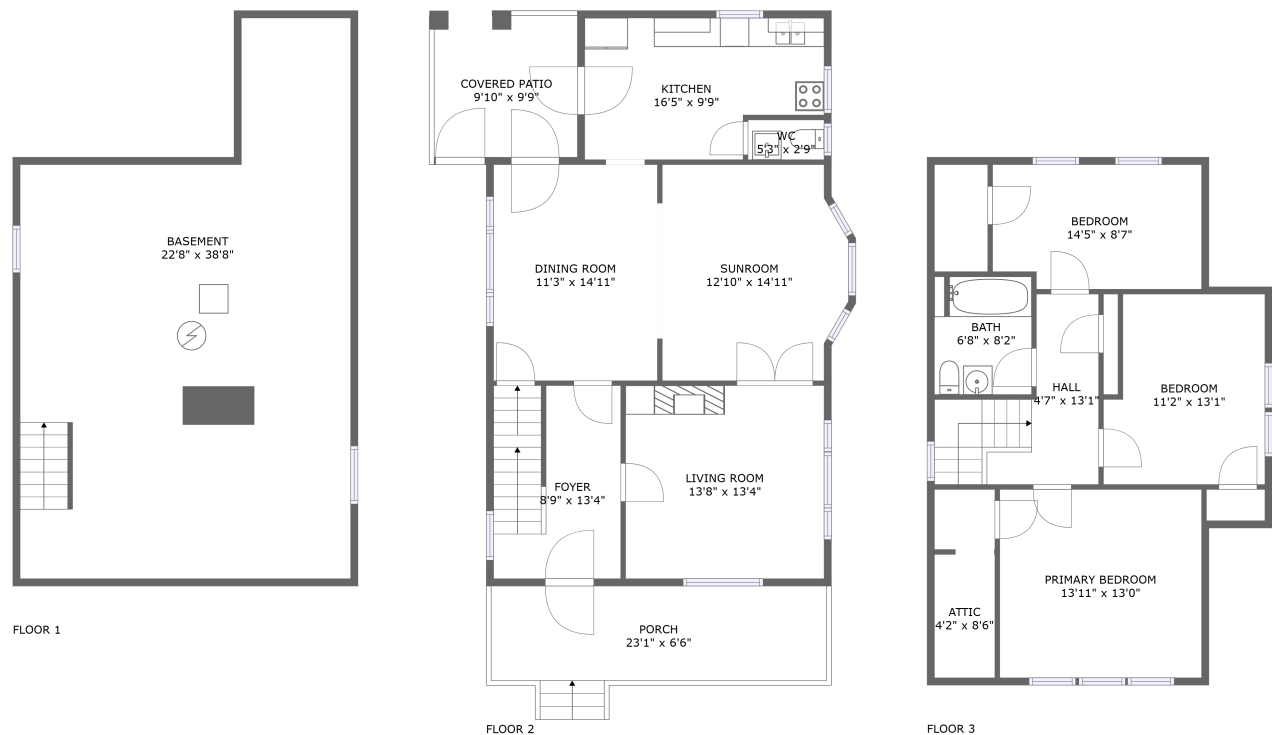 BASEMENT
22'8" x 38'8"
FLOOR 1
COVERED PATIO
9'10" x 9'9"
KITCHEN
16'5" x 9'9"
WC
5'3" x 2'9"
DINING ROOM
11'3" x 14'11"
SUNROOM
12'10" x 14'11"
FOYER
8'9" x 13'4"
LIVING ROOM
13'8" x 13'4"
PORCH
23'1" x 6'6"
FLOOR 2
BEDROOM
14'5" x 8'7"
BATH
6'8" x 8'2"
HALL
4'7" x 13'1"
BEDROOM
11'2" x 13'1"
PRIMARY BEDROOM
13'11" x 13'0"
ATTIC
4'2" x 8'6"
FLOOR 3